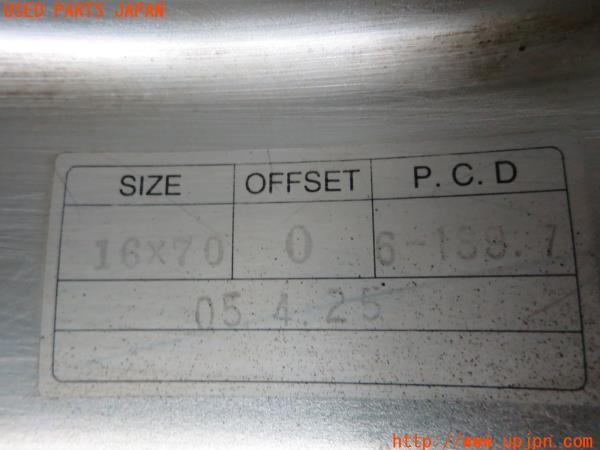 USED PARTS JAPAN
SIZE OFFSET P.C.D
16×70 0 6-139.7
05.4.25
http://www.upjpn.com/